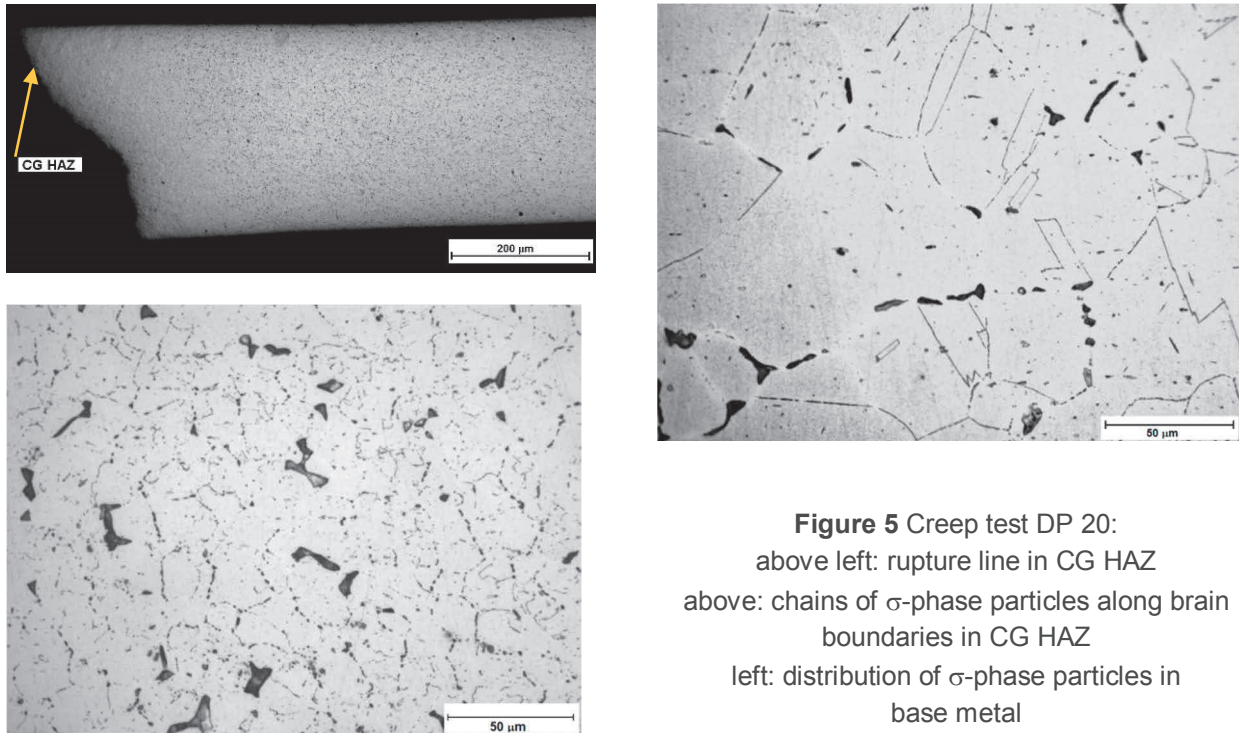 CG HAZ
200 µm
50 µm
50 µm
Figure 5 Creep test DP 20:
above left: rupture line in CG HAZ
above: chains of σ-phase particles along brain
boundaries in CG HAZ
left: distribution of σ-phase particles in
base metal